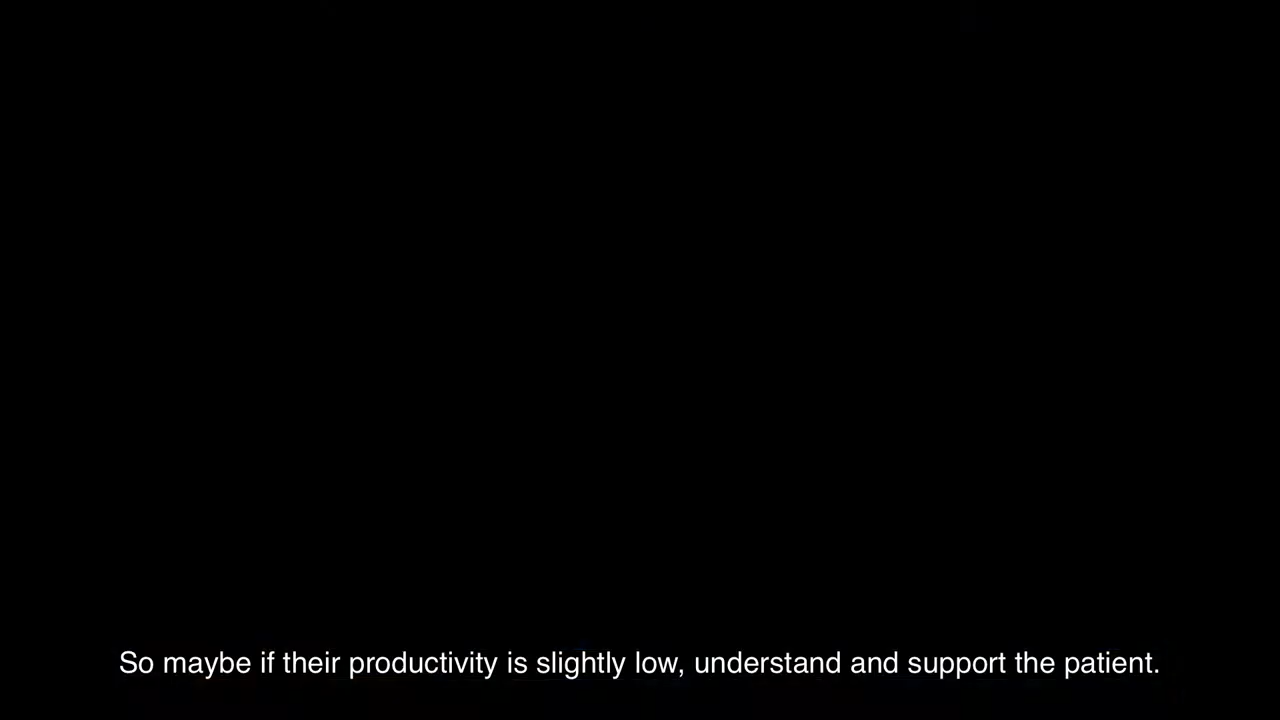 So maybe if their productivity is slightly low, understand and support the patient.